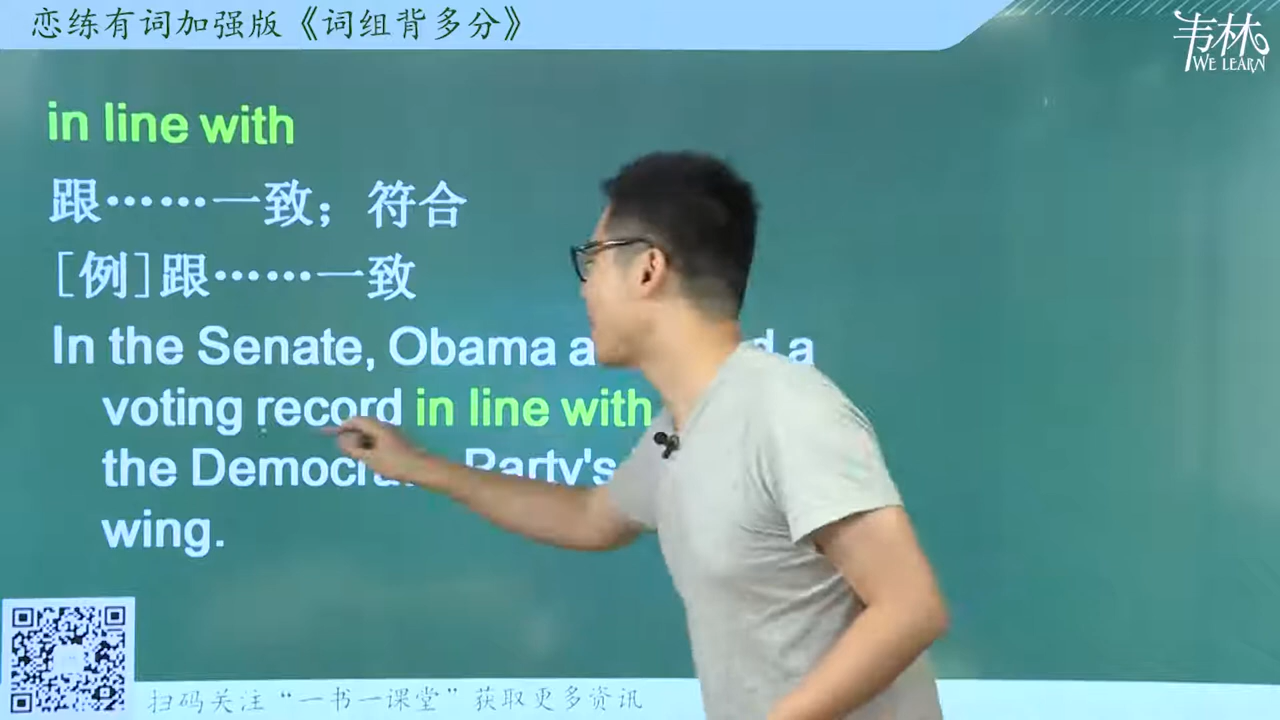 恋练有词加强版《词组背多分》
韦林
WE LEARN
in line with
跟……一致；符合
[例]跟……一致
In the Senate, Obama a
voting record in line with
the Democra Party's
wing.
扫码关注“一书一课堂”获取更多资讯